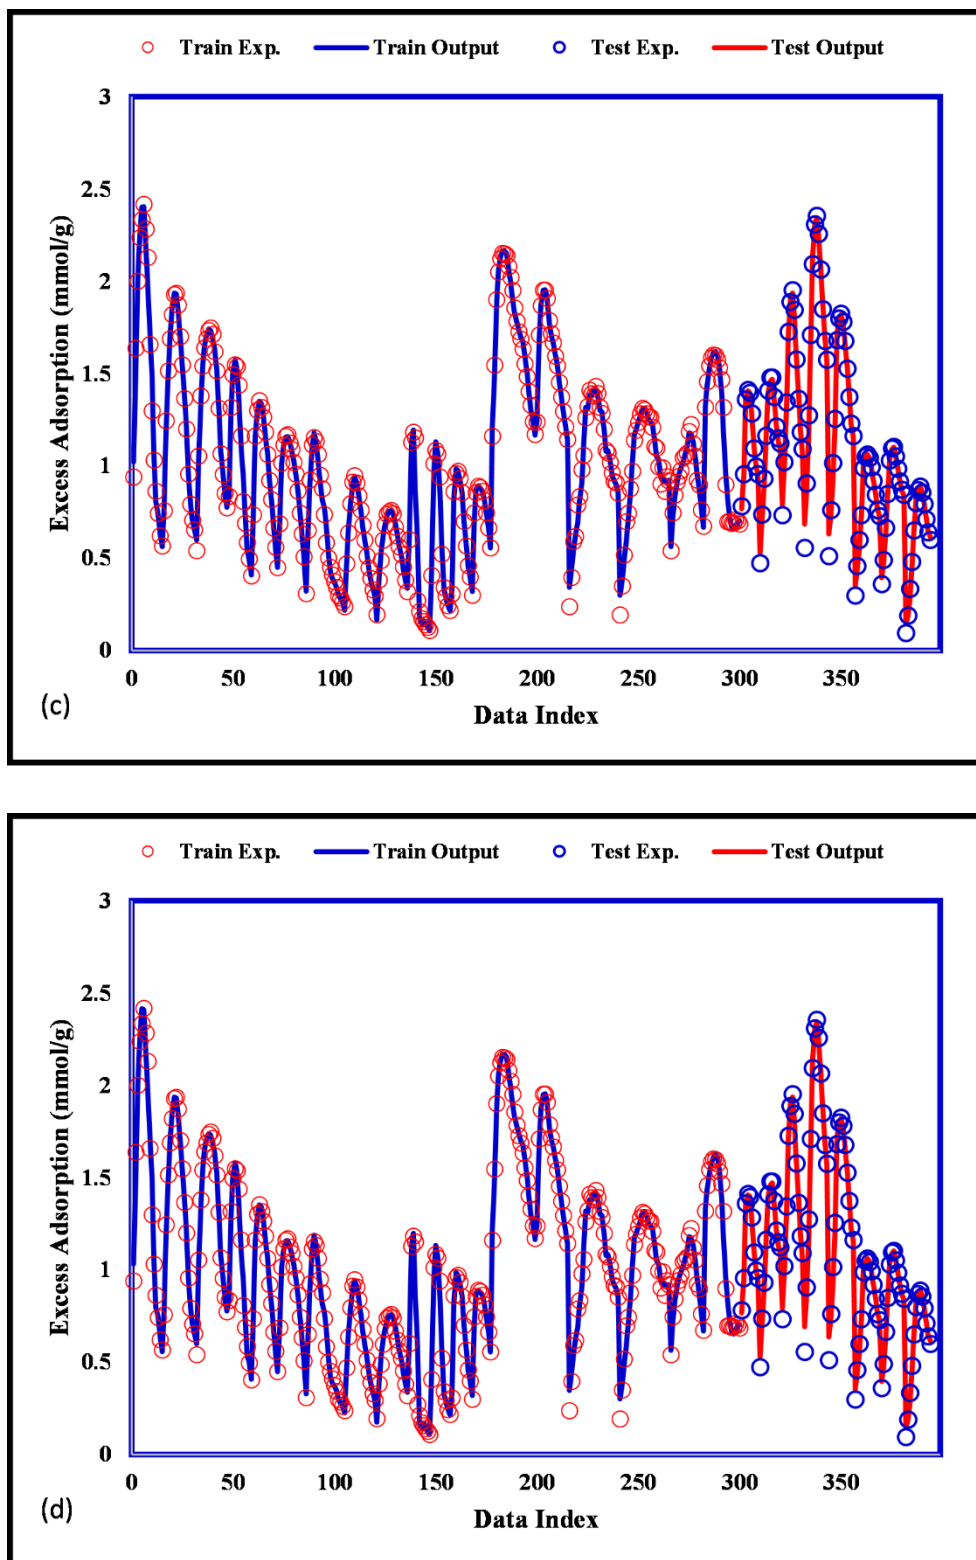 Train Exp. Train Output Test Exp. Test Output
3
2.5
2
1.5
1
0.5
0
Excess Adsorption (mmol/g)
0 50 100 150 200 250 300 350
Data Index
(c)
Train Exp. Train Output Test Exp. Test Output
3
2.5
2
1.5
1
0.5
0
Excess Adsorption (mmol/g)
0 50 100 150 200 250 300 350
Data Index
(d)